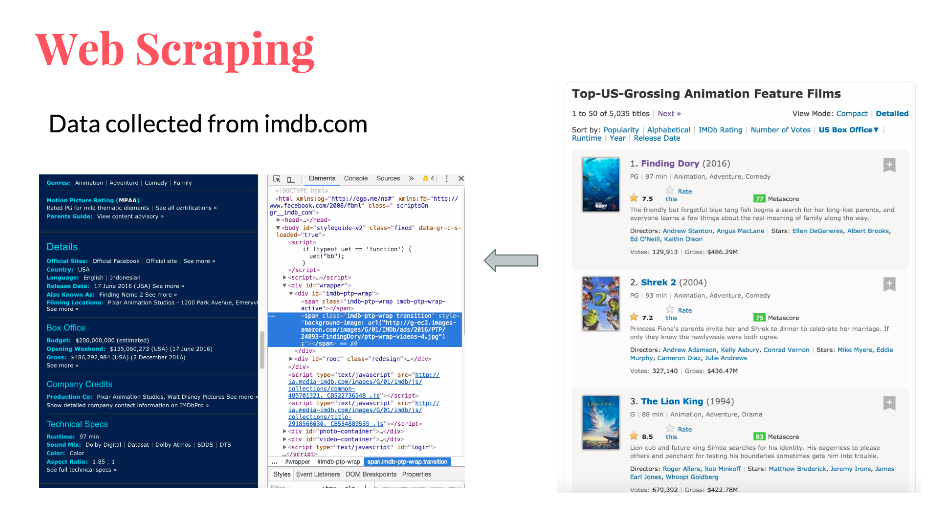 Web Scraping
Data collected from imdb.com
Genres: Animation | Adventure | Comedy | Family
Motion Picture Rating (MPAA)
Rated PG for mild thematic elements | See all certifications »
Parents Guide: View content advisory »
Details
Official Sites: Official Facebook | Official site | See more »
Country: USA
Language: English | Indonesian
Release Date: 17 June 2016 (USA) See more »
Also Known As: Finding Nemo 2 See more »
Filming Locations: Pixar Animation Studios - 1200 Park Avenue, Emeryvi
See more »
Box Office
Budget: $200,000,000 (estimated)
Opening Weekend: $135,060,273 (USA) (17 June 2016)
Gross: $486,292,984 (USA) (2 December 2016)
See more »
Company Credits
Production Co: Pixar Animation Studios, Walt Disney Pictures See more »
Show detailed company contact information on IMDbPro »
Technical Specs
Runtime: 97 min
Sound Mix: Dolby Digital | Datasat | Dolby Atmos | SDDS | DTS
Color: Color
Aspect Ratio: 1.85 : 1
See full technical specs »
Elements Console Sources » 4
<!DOCTYPE html>
<html xmlns:og="http://ogp.me/ns#" xmlns:fb="http://
www.facebook.com/2008/fbml" class=" scriptsOn
gr__imdb_com">
<head>…</head>
<body id="styleguide-v2" class="fixed" data-gr-c-s-
loaded="true">
<script>
if (typeof uet == 'function') {
uet("bb");
}
</script>
<script>…</script>
<div id="wrapper">
<div id="imdb-ptp-wrap">
<span class="imdb-ptp-wrap imdb-ptp-wrap-
active"></span>
<span class="imdb-ptp-wrap transition" style=
"background-image: url("http://g-ec2.images-
amazon.com/images/G/01/IMDb/ads/2016/PTP/
24893-FindingDory/ptp-wrap-videos-4.jpg")
;"></span> == $0
</div>
<div id="root" class="redesign">…</div>
</div>
<script type="text/javascript" src="http://
ia.media-imdb.com/images/G/01/imdb/js/
collections/common-
405701321._CB522736548_.js"></script>
<script type="text/javascript" src="http://
ia.media-imdb.com/images/G/01/imdb/js/
collections/title-
2918568030._CB534889535_.js"></script>
<div id="photo-container">…</div>
<div id="video-container">…</div>
<script type="text/javascript" id="login">
…</script>
... #wrapper #imdb-ptp-wrap span.imdb-ptp-wrap.transition
Styles Event Listeners DOM Breakpoints Properties
Top-US-Grossing Animation Feature Films
1 to 50 of 5,035 titles | Next » View Mode: Compact | Detailed
Sort by: Popularity | Alphabetical | IMDb Rating | Number of Votes | US Box Office▼ |
Runtime | Year | Release Date
1. Finding Dory (2016)
PG | 97 min | Animation, Adventure, Comedy
7.5 Rate this 77 Metascore
The friendly but forgetful blue tang fish begins a search for her long-lost parents, and
everyone learns a few things about the real meaning of family along the way.
Directors: Andrew Stanton, Angus MacLane | Stars: Ellen DeGeneres, Albert Brooks,
Ed O'Neill, Kaitlin Olson
Votes: 129,913 | Gross: $486.29M
2. Shrek 2 (2004)
PG | 93 min | Animation, Adventure, Comedy
7.2 Rate this 75 Metascore
Princess Fiona's parents invite her and Shrek to dinner to celebrate her marriage. If
only they knew the newlyweds were both ogres.
Directors: Andrew Adamson, Kelly Asbury, Conrad Vernon | Stars: Mike Myers, Eddie
Murphy, Cameron Diaz, Julie Andrews
Votes: 327,140 | Gross: $436.47M
3. The Lion King (1994)
G | 88 min | Animation, Adventure, Drama
8.5 Rate this 83 Metascore
Lion cub and future king Simba searches for his identity. His eagerness to please
others and penchant for testing his boundaries sometimes gets him into trouble.
Directors: Roger Allers, Rob Minkoff | Stars: Matthew Broderick, Jeremy Irons, James
Earl Jones, Whoopi Goldberg
Votes: 679,392 | Gross: $422.78M